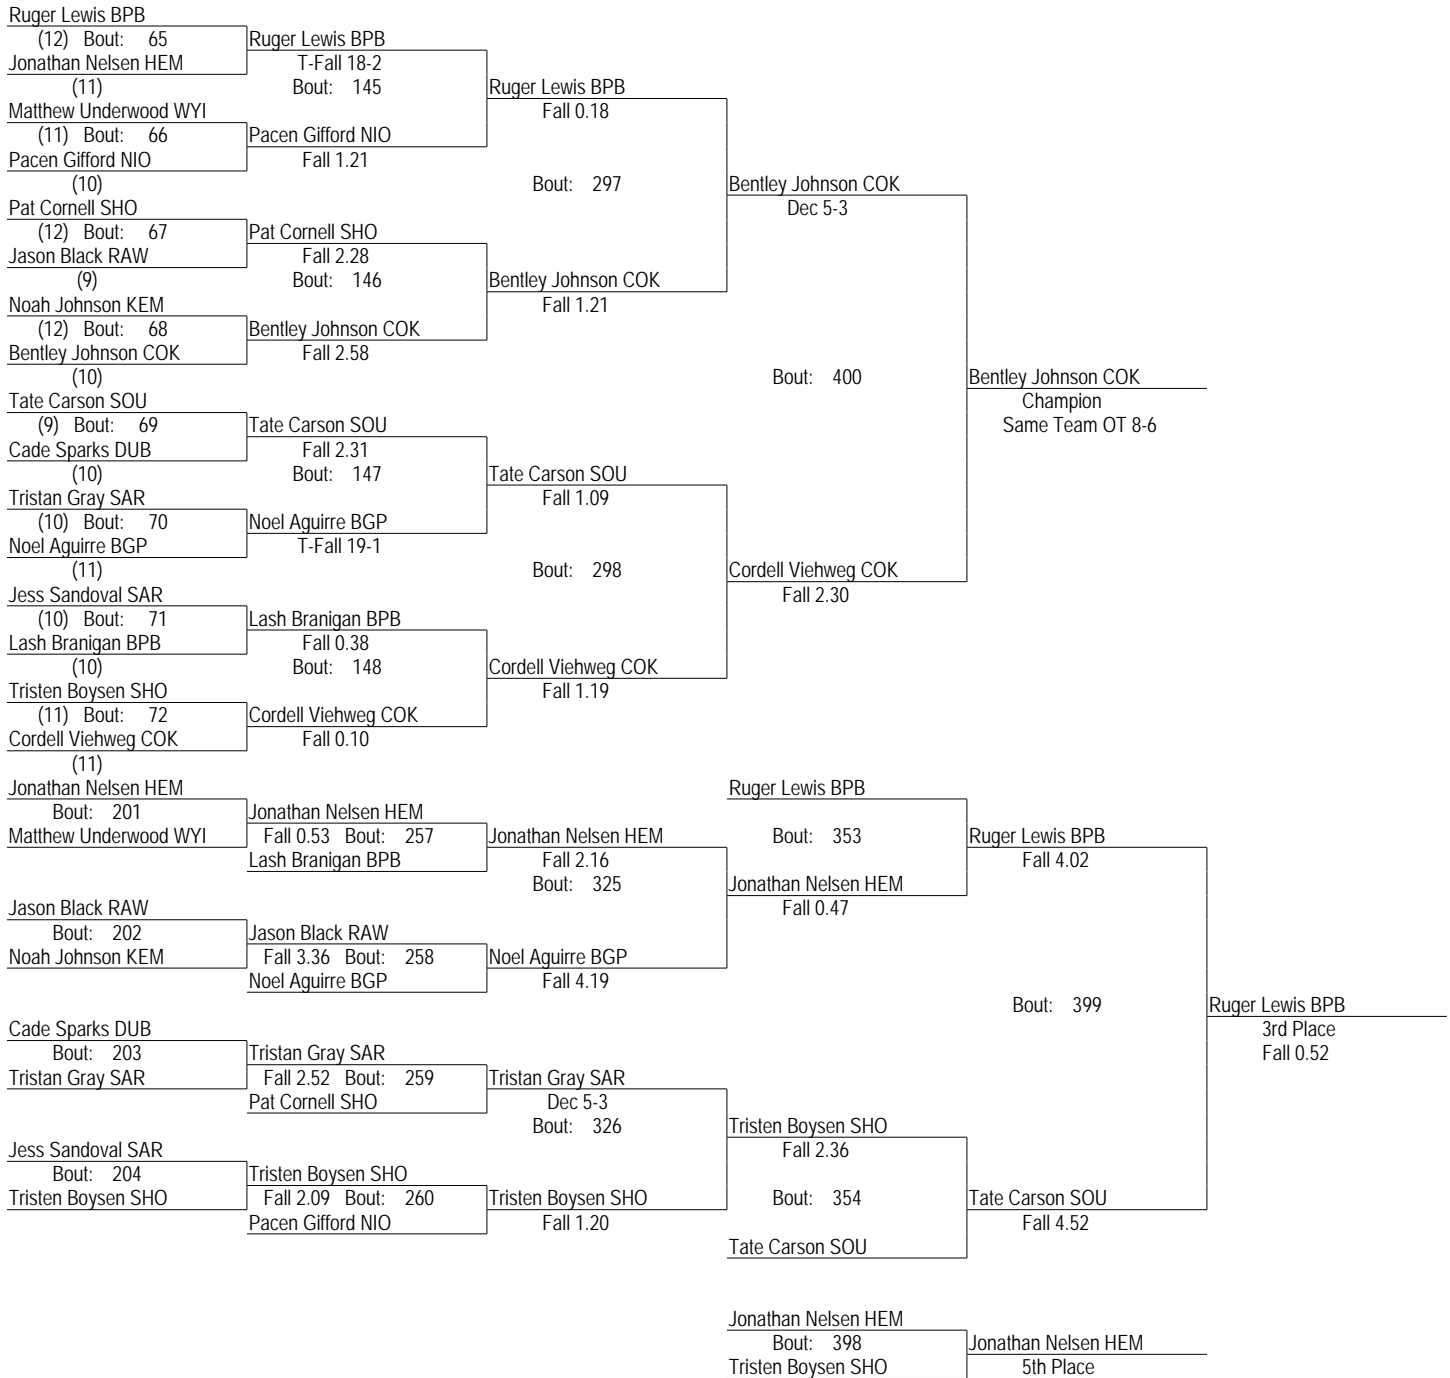 Ruger Lewis BPB
(12) Bout: 65 Ruger Lewis BPB
Jonathan Nelsen HEM T-Fall 18-2
(11) Bout: 145 Ruger Lewis BPB
Matthew Underwood WYI Fall 0.18
(11) Bout: 66 Pacen Gifford NIO
Pacen Gifford NIO Fall 1.21
(10) Bout: 297 Bentley Johnson COK
Pat Cornell SHO Dec 5-3
(12) Bout: 67 Pat Cornell SHO
Jason Black RAW Fall 2.28
(9) Bout: 146 Bentley Johnson COK
Noah Johnson KEM Fall 1.21
(12) Bout: 68 Bentley Johnson COK
Bentley Johnson COK Fall 2.58
(10) Bout: 400 Bentley Johnson COK
Tate Carson SOU Champion
(9) Bout: 69 Tate Carson SOU Same Team OT 8-6
Cade Sparks DUB Fall 2.31
(10) Bout: 147 Tate Carson SOU
Tristan Gray SAR Fall 1.09
(10) Bout: 70 Noel Aguirre BGP
Noel Aguirre BGP T-Fall 19-1
(11) Bout: 298 Cordell Viehweg COK
Jess Sandoval SAR Fall 2.30
(10) Bout: 71 Lash Branigan BPB
Lash Branigan BPB Fall 0.38
(10) Bout: 148 Cordell Viehweg COK
Tristen Boysen SHO Fall 1.19
(11) Bout: 72 Cordell Viehweg COK
Cordell Viehweg COK Fall 0.10
(11)
Jonathan Nelsen HEM Ruger Lewis BPB
Bout: 201 Jonathan Nelsen HEM
Matthew Underwood WYI Fall 0.53 Bout: 257 Jonathan Nelsen HEM Bout: 353 Ruger Lewis BPB
Lash Branigan BPB Fall 2.16 Fall 4.02
Bout: 325 Jonathan Nelsen HEM
Jason Black RAW Fall 0.47
Bout: 202 Jason Black RAW
Noah Johnson KEM Fall 3.36 Bout: 258 Noel Aguirre BGP
Noel Aguirre BGP Fall 4.19
Bout: 399 Ruger Lewis BPB
Cade Sparks DUB 3rd Place
Bout: 203 Tristan Gray SAR Fall 0.52
Tristan Gray SAR Fall 2.52 Bout: 259 Tristan Gray SAR
Pat Cornell SHO Dec 5-3
Bout: 326 Tristen Boysen SHO
Jess Sandoval SAR Fall 2.36
Bout: 204 Tristen Boysen SHO
Tristen Boysen SHO Fall 2.09 Bout: 260 Tristen Boysen SHO Bout: 354 Tate Carson SOU
Pacen Gifford NIO Fall 1.20 Fall 4.52
Tate Carson SOU
Jonathan Nelsen HEM
Bout: 398 Jonathan Nelsen HEM
Tristen Boysen SHO 5th Place